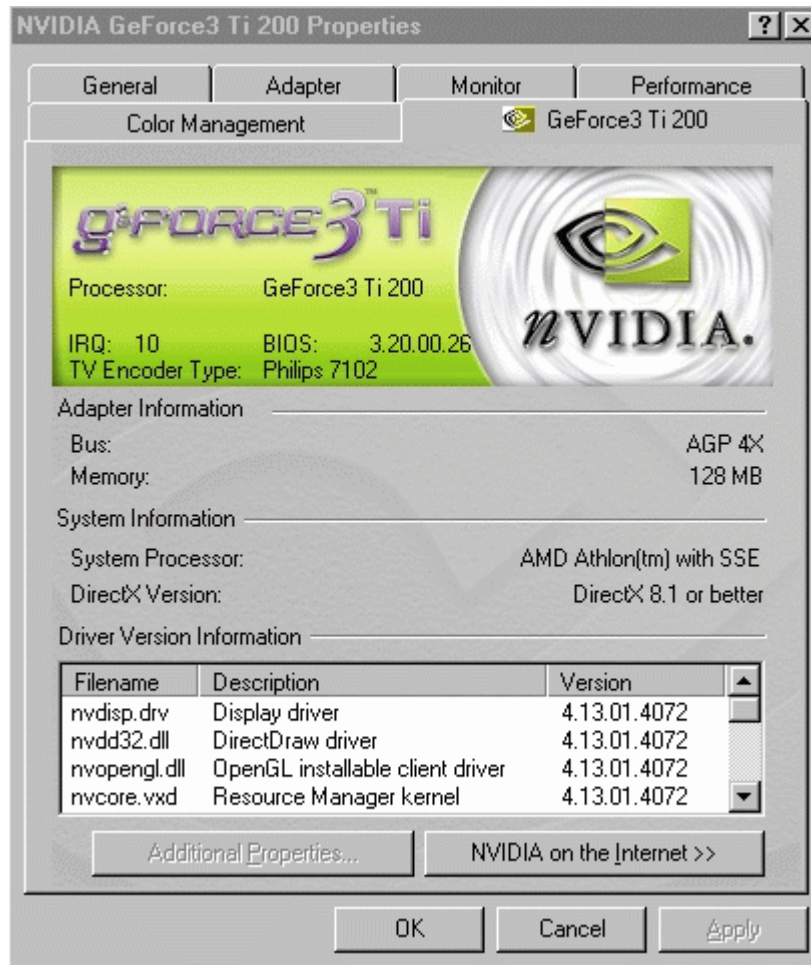 NVIDIA GeForce3 Ti 200 Properties
General Adapter Monitor Performance
Color Management GeForce3 Ti 200
GeFORCE3™Ti
Processor: GeForce3 Ti 200
IRQ: 10 BIOS: 3.20.00.26
TV Encoder Type: Philips 7102
nVIDIA.
Adapter Information
Bus: AGP 4X
Memory: 128 MB
System Information
System Processor: AMD Athlon(tm) with SSE
DirectX Version: DirectX 8.1 or better
Driver Version Information
Filename Description Version
nvdisp.drv Display driver 4.13.01.4072
nvdd32.dll DirectDraw driver 4.13.01.4072
nvopengl.dll OpenGL installable client driver 4.13.01.4072
nvcore.vxd Resource Manager kernel 4.13.01.4072
Additional Properties... NVIDIA on the Internet >>
OK Cancel Apply